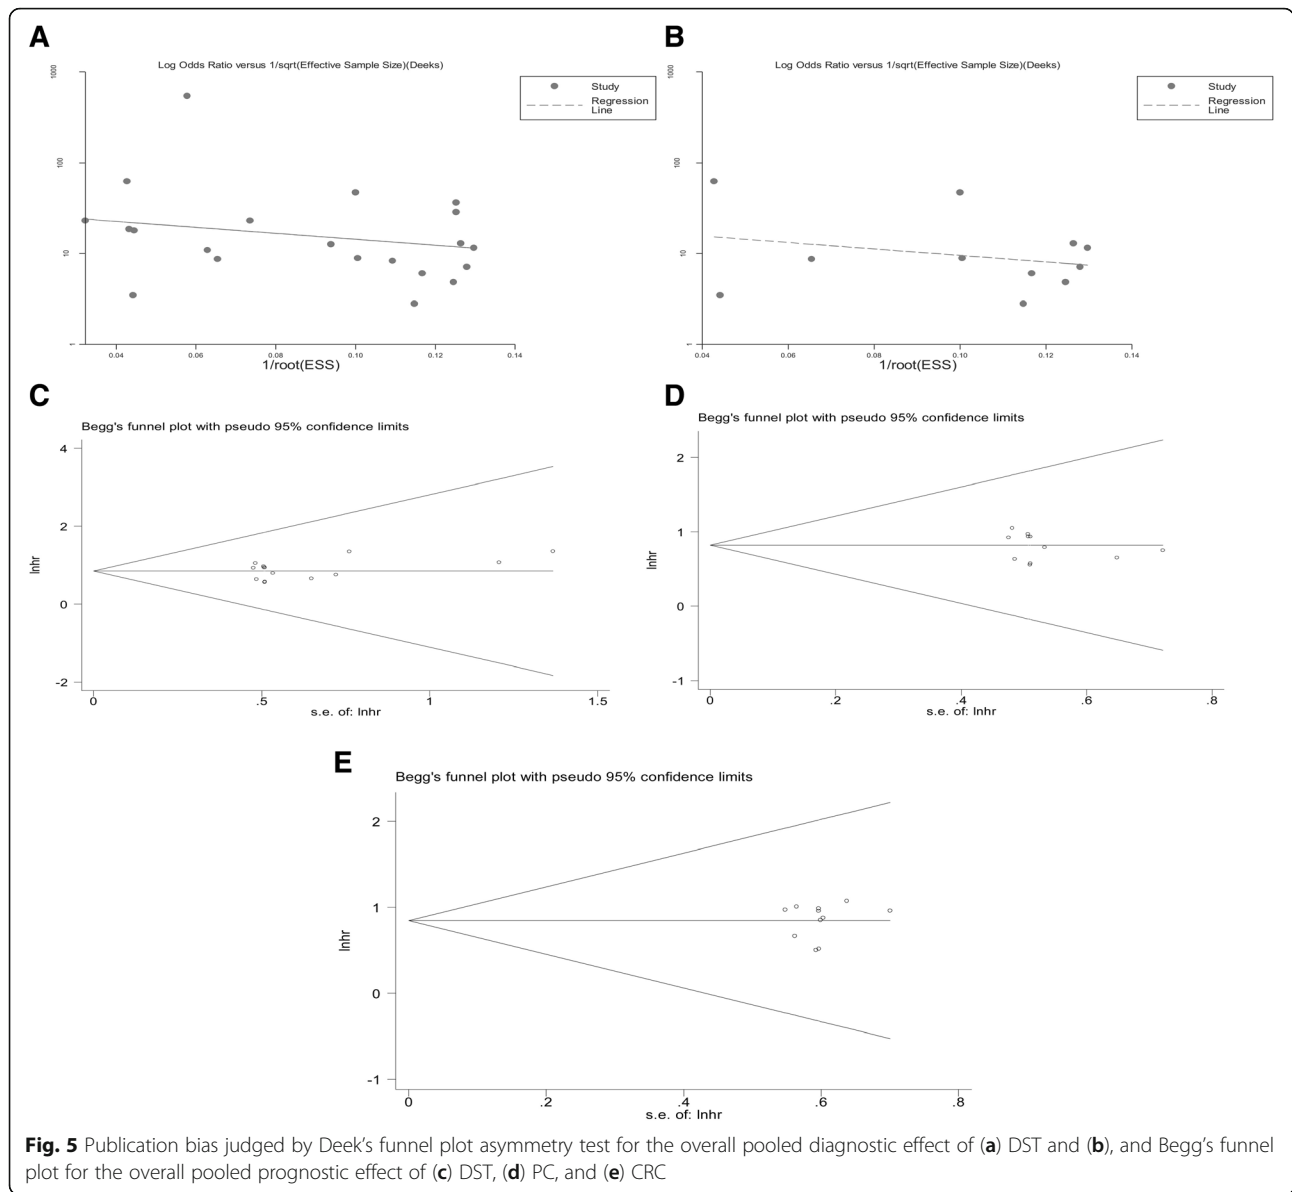 A
Log Odds Ratio versus 1/sqrt(Effective Sample Size)(Deeks)
Study
Regression
Line
1000
100
10
1
0.04 0.06 0.08 0.10 0.12 0.14
1/root(ESS)
B
Log Odds Ratio versus 1/sqrt(Effective Sample Size)(Deeks)
Study
Regression
Line
1000
100
10
1
0.04 0.06 0.08 0.10 0.12 0.14
1/root(ESS)
C
Begg's funnel plot with pseudo 95% confidence limits
lnhr
4
2
0
-2
0 .5 1 1.5
s.e. of: lnhr
D
Begg's funnel plot with pseudo 95% confidence limits
lnhr
2
1
0
-1
0 .2 .4 .6 .8
s.e. of: lnhr
E
Begg's funnel plot with pseudo 95% confidence limits
lnhr
2
1
0
-1
0 .2 .4 .6 .8
s.e. of: lnhr
Fig. 5 Publication bias judged by Deek's funnel plot asymmetry test for the overall pooled diagnostic effect of (a) DST and (b), and Begg's funnel
plot for the overall pooled prognostic effect of (c) DST, (d) PC, and (e) CRC